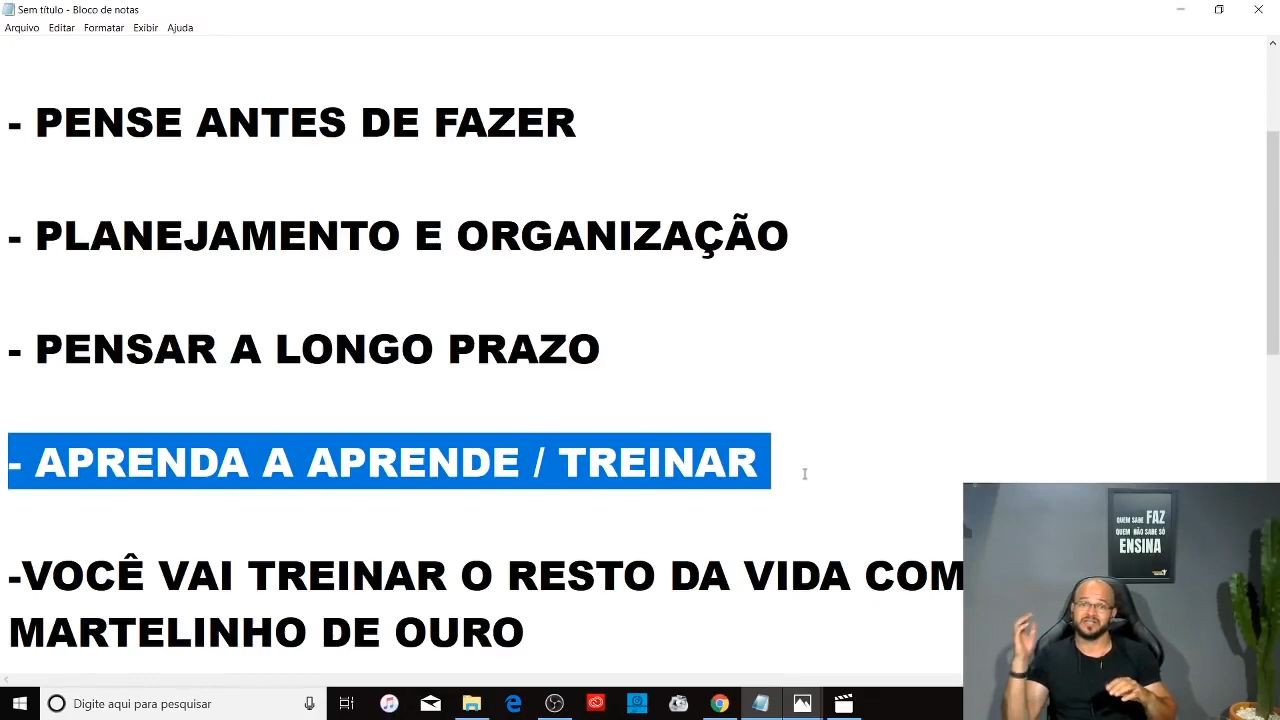 Sem título - Bloco de notas
Arquivo Editar Formatar Exibir Ajuda
- PENSE ANTES DE FAZER
- PLANEJAMENTO E ORGANIZAÇÃO
- PENSAR A LONGO PRAZO
- APRENDA A APRENDE / TREINAR
-VOCÊ VAI TREINAR O RESTO DA VIDA COM
MARTELINHO DE OURO
QUEM SABE FAZ
QUEM NÃO SABE SÓ
ENSINA
Digite aqui para pesquisar